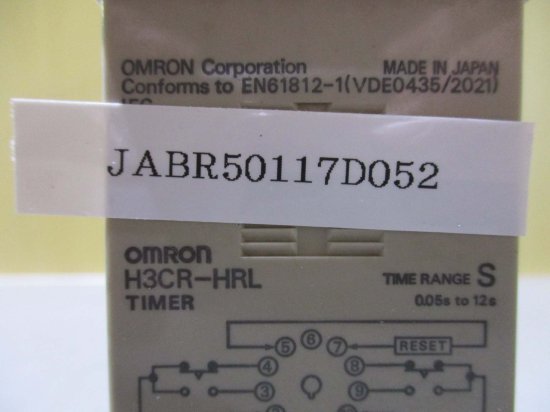 OMRON Corporation MADE IN JAPAN
Conforms to EN61812-1(VDE0435/2021)
JABR50117D052
omron
H3CR-HRL TIME RANGE S
TIMER 0.05s to 12s
5 6 7 RESET
4 8
3 9